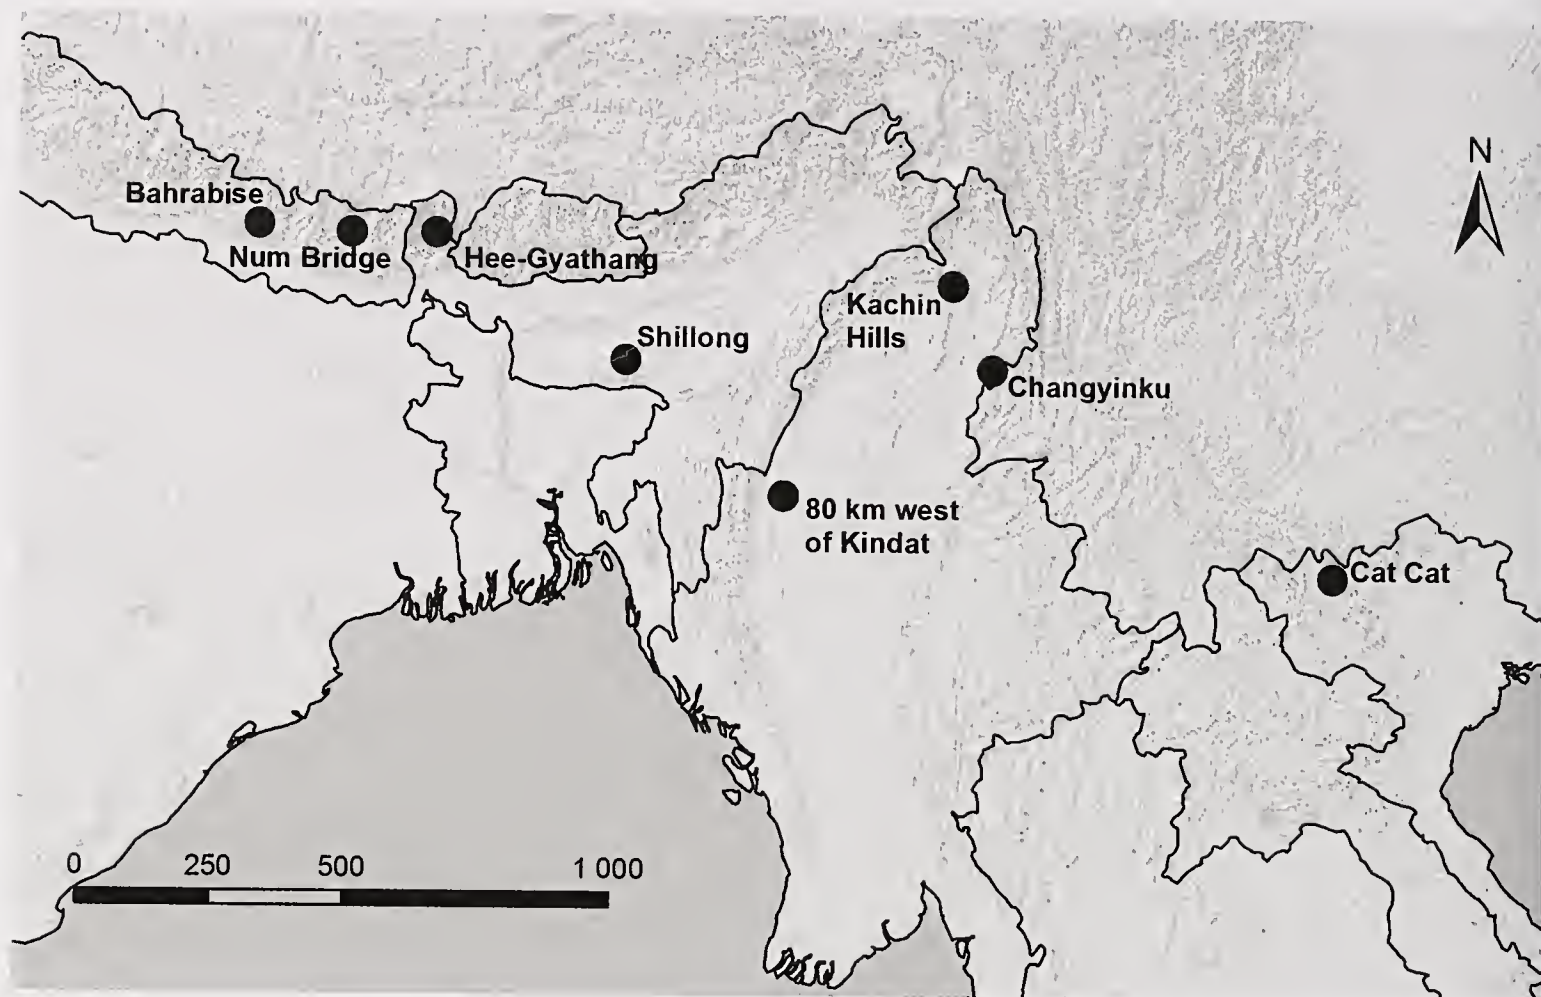 N
Bahrabise
Num Bridge
Hee-Gyathang
Kachin
Hills
Shillong
Changyinku
80 km west
of Kindat
Cat Cat
0 250 500 1 000